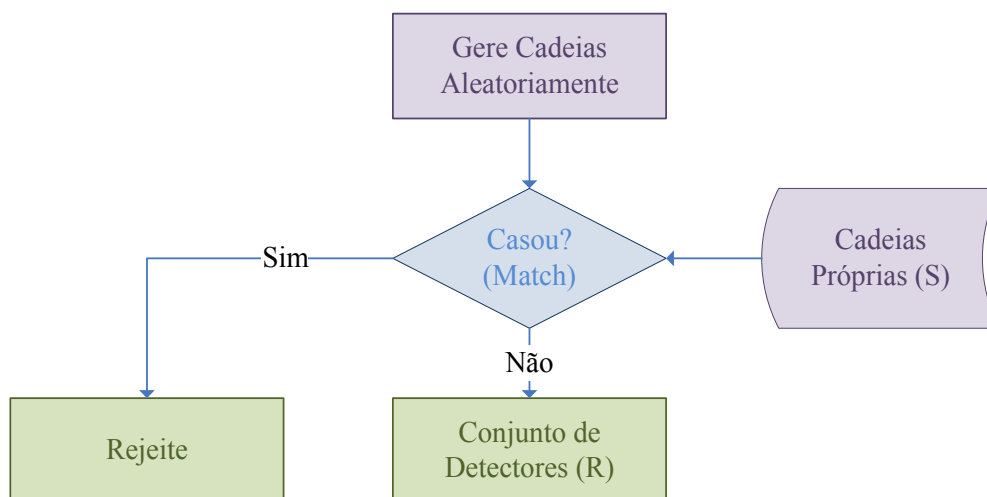 Gere Cadeias
Aleatoriamente
Casou?
(Match)
Cadeias
Próprias (S)
Sim
Não
Rejeite
Conjunto de
Detectores (R)